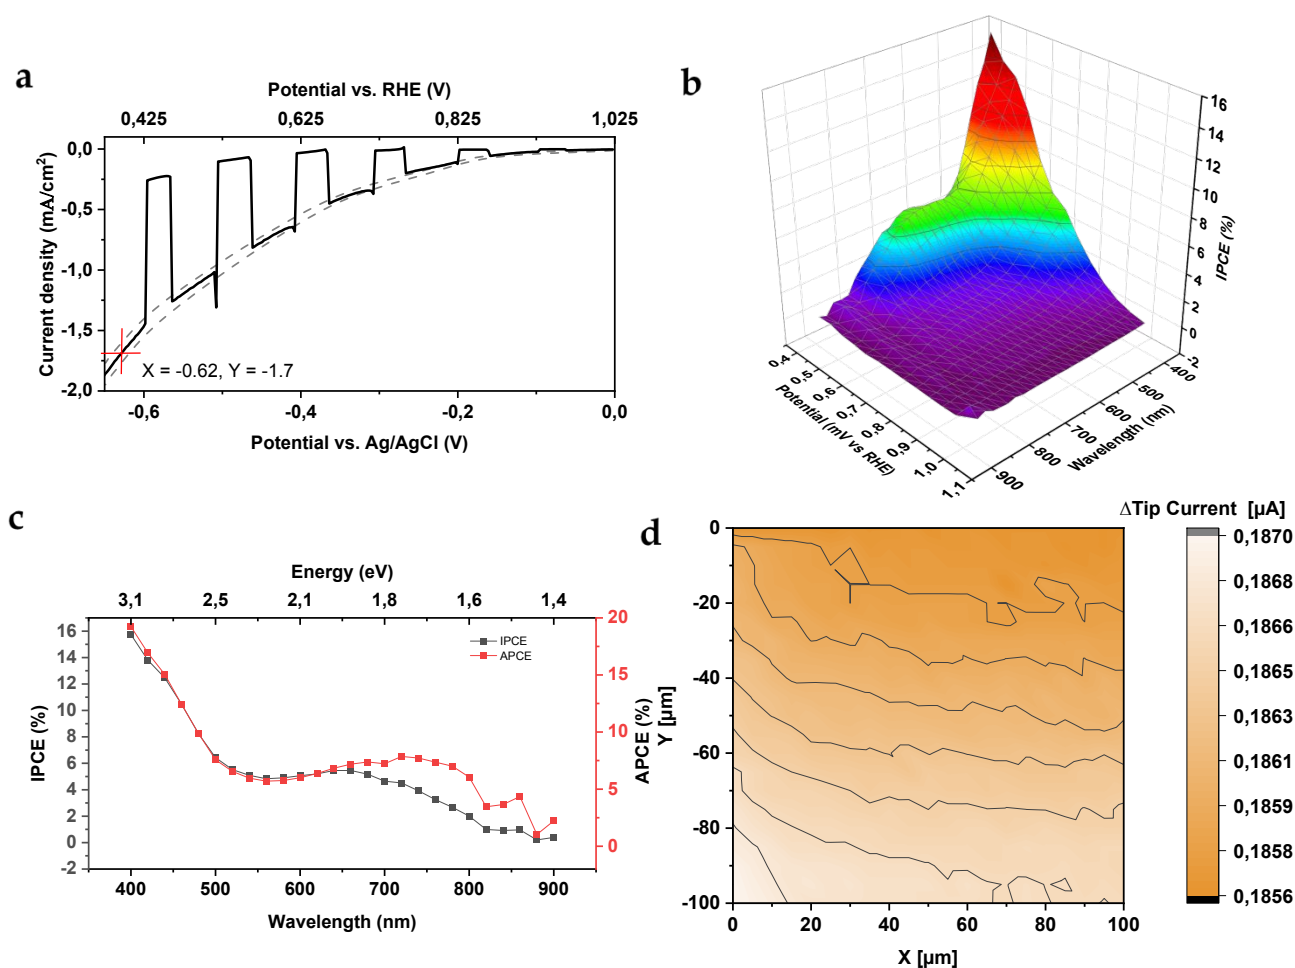 a
Potential vs. RHE (V)
0,425 0,625 0,825 1,025
0,0
-0,5
-1,0
-1,5
-2,0
Current density (mA/cm²)
X = -0.62, Y = -1.7
-0,6 -0,4 -0,2 0,0
Potential vs. Ag/AgCl (V)
b
16
14
12
10
8
6
4
2
0
-2
IPCE (%)
0,4
0,5
0,6
0,7
0,8
0,9
1,0
1,1
Potential (mV vs RHE)
400
500
600
700
800
900
Wavelength (nm)
c
Energy (eV)
3,1 2,5 2,1 1,8 1,6 1,4
16
14
12
10
8
6
4
2
0
-2
IPCE (%)
IPCE
APCE
20
15
10
5
0
APCE (%)
400 500 600 700 800 900
Wavelength (nm)
d
ΔTip Current [µA]
0
-20
-40
-60
-80
-100
Y [µm]
0 20 40 60 80 100
X [µm]
0,1870
0,1868
0,1866
0,1865
0,1863
0,1861
0,1859
0,1858
0,1856